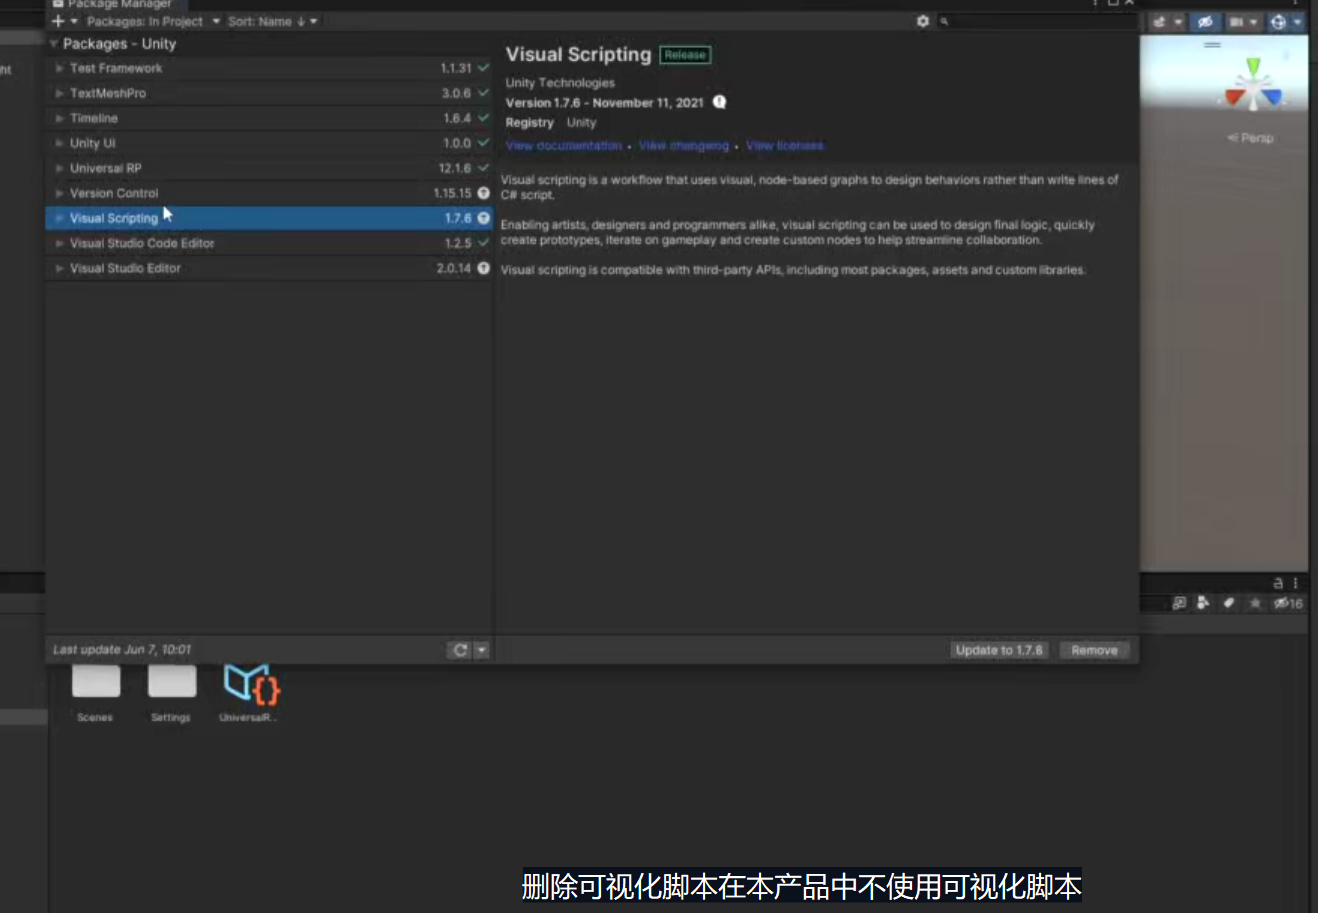 Package Manager
Packages: In Project
Sort: Name ↓
Packages - Unity
Test Framework 1.1.31
TextMeshPro 3.0.6
Timeline 1.6.4
Unity UI 1.0.0
Universal RP 12.1.6
Version Control 1.15.15
Visual Scripting 1.7.6
Visual Studio Code Editor 1.2.5
Visual Studio Editor 2.0.14
Last update Jun 7, 10:01
Visual Scripting Release
Unity Technologies
Version 1.7.6 - November 11, 2021
Registry Unity
View documentation • View changelog • View licenses
Visual scripting is a workflow that uses visual, node-based graphs to design behaviors rather than write lines of
C# script.
Enabling artists, designers and programmers alike, visual scripting can be used to design final logic, quickly
create prototypes, iterate on gameplay and create custom nodes to help streamline collaboration.
Visual scripting is compatible with third-party APIs, including most packages, assets and custom libraries.
Update to 1.7.8
Remove
nt
Persp
16
Scenes
Settings
UniversalR...
删除可视化脚本在本产品中不使用可视化脚本